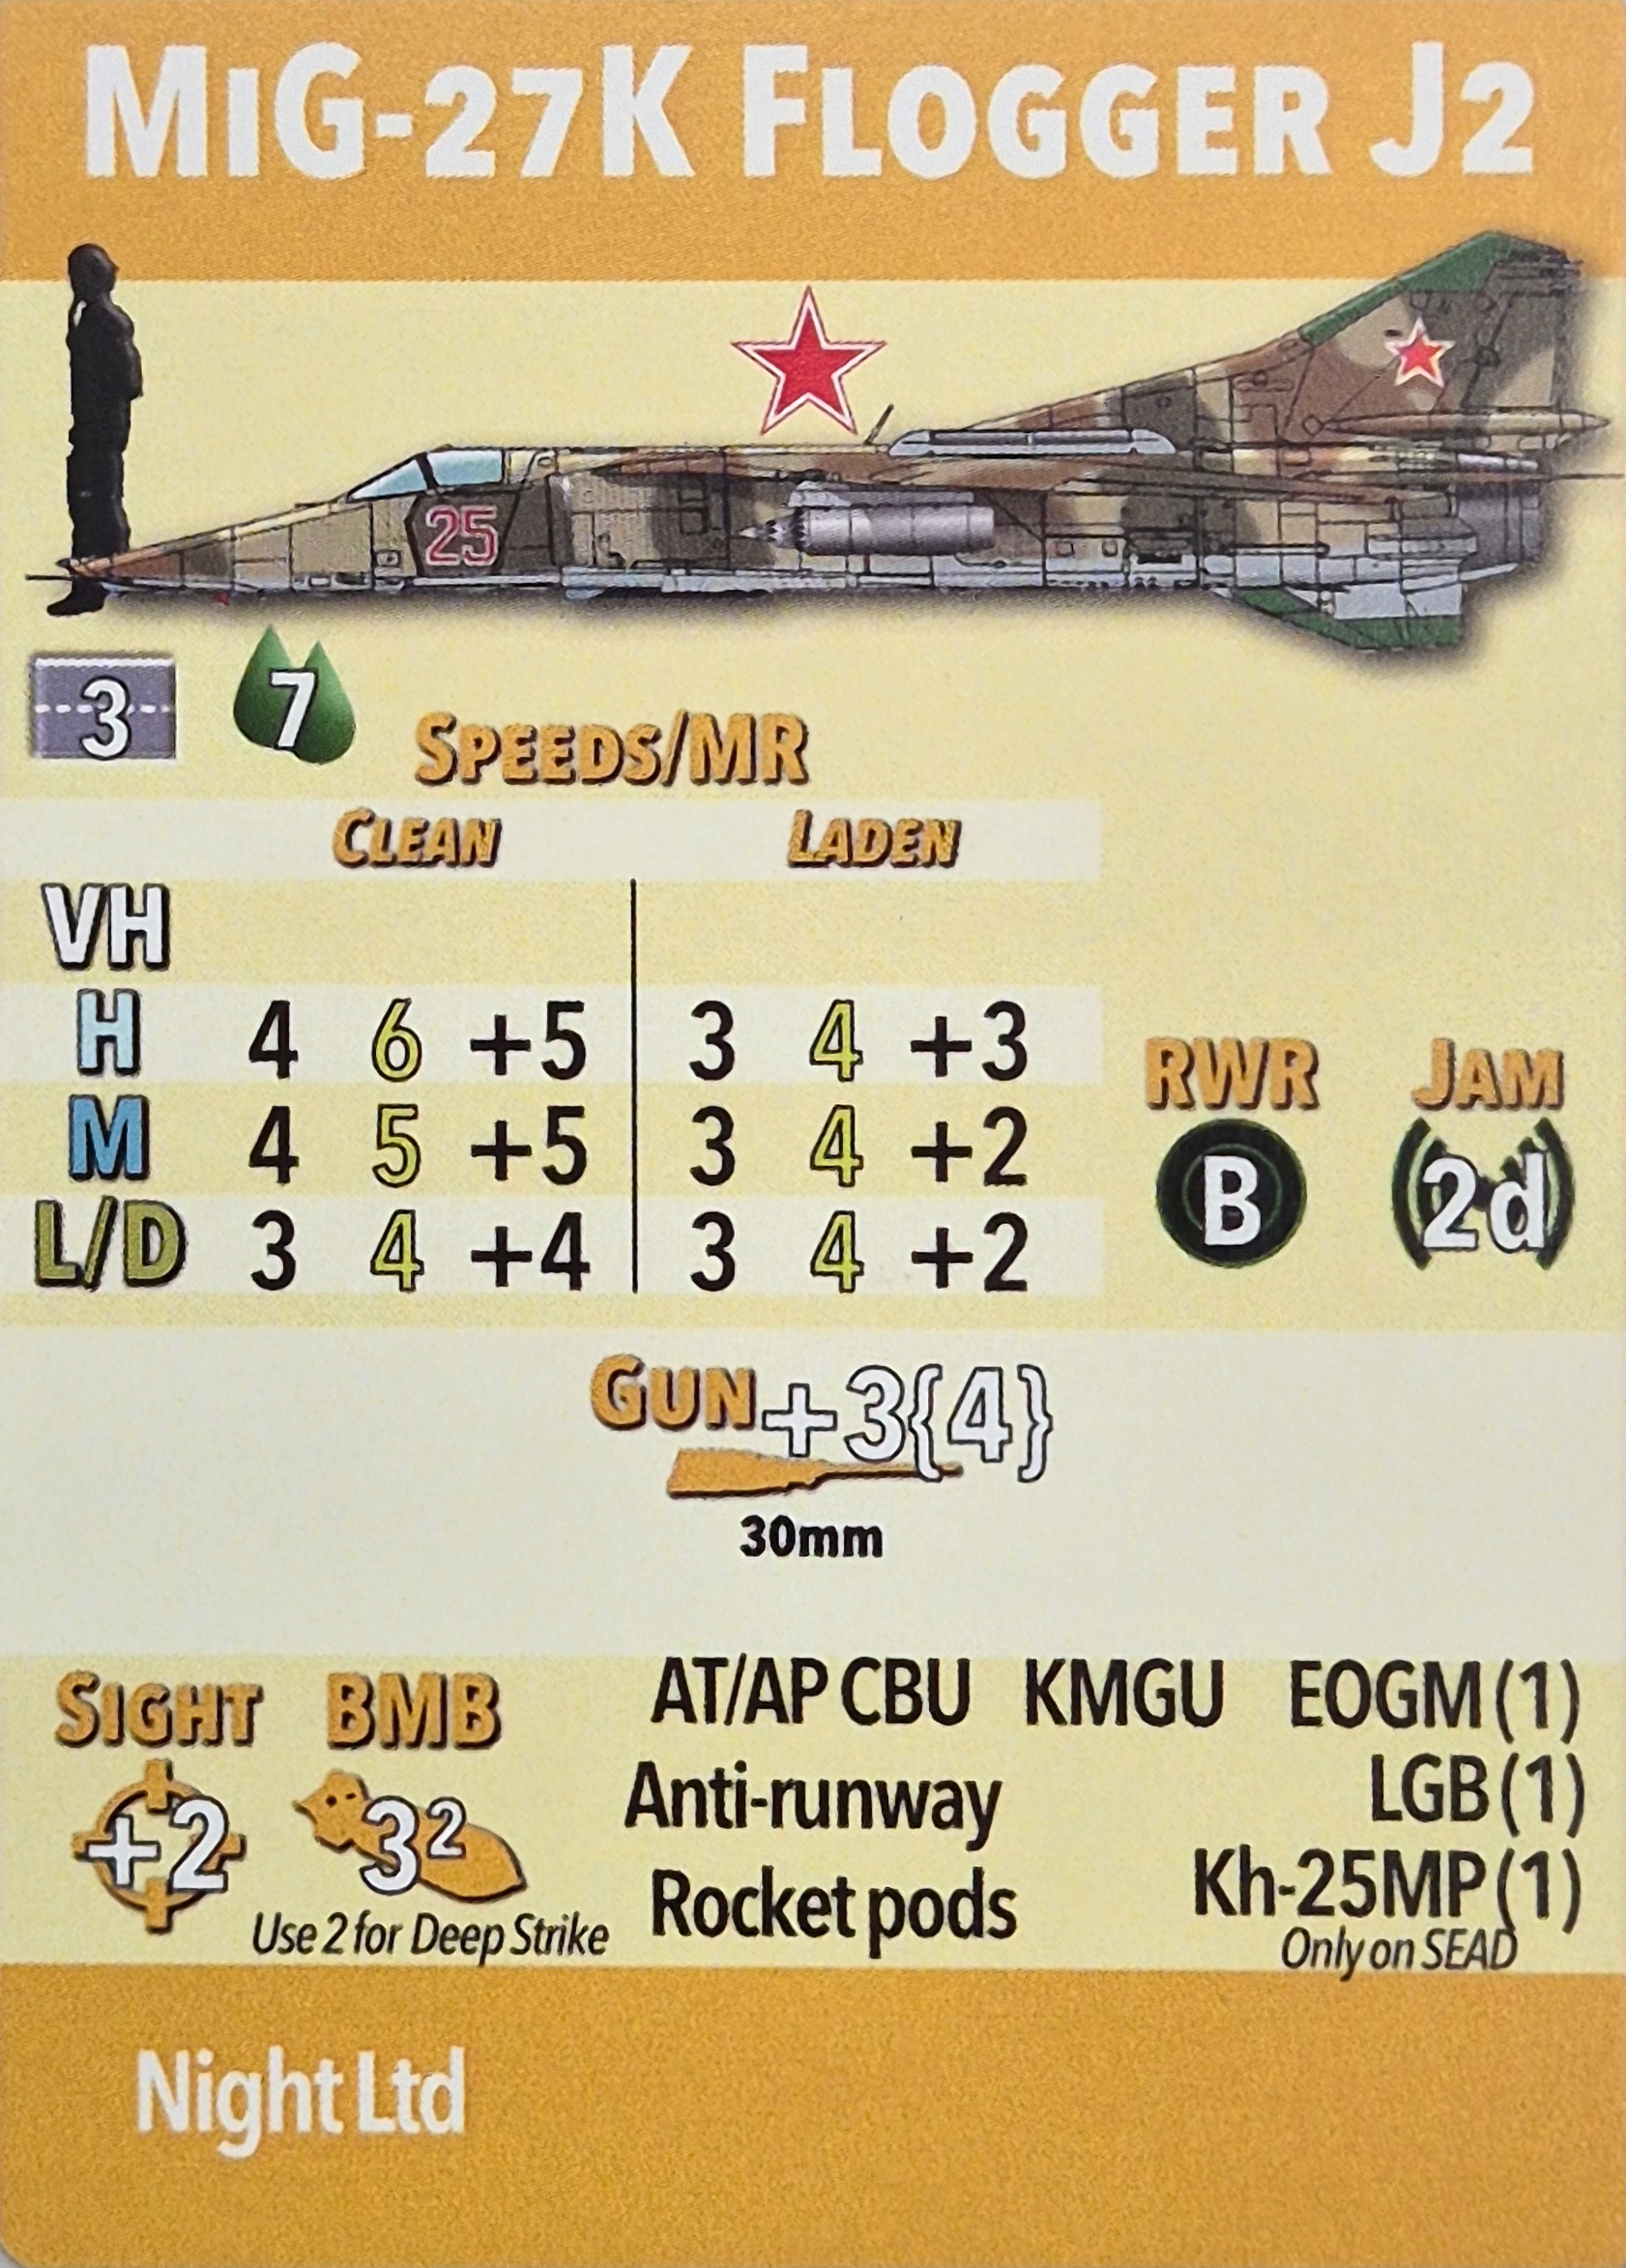 MiG-27K Flogger J2
25
3 7
Speeds/MR
Clean Laden
VH
H 4 6 +5 3 4 +3
M 4 5 +5 3 4 +2
L/D 3 4 +4 3 4 +2
RWR Jam
B 2d
Gun +3{4}
30mm
Sight BMB
+2 3²
Use 2 for Deep Strike
AT/AP CBU KMGU EOGM (1)
Anti-runway LGB (1)
Rocket pods Kh-25MP (1)
Only on SEAD
Night Ltd